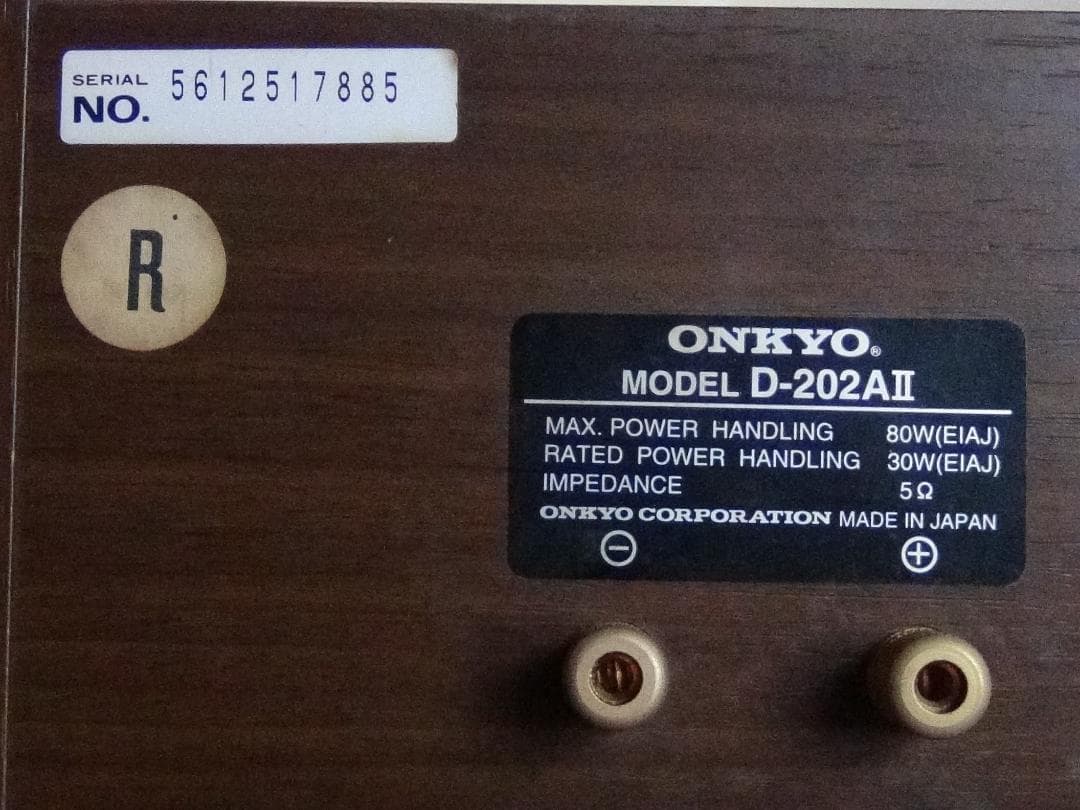 SERIAL
NO. 5612517885
R
ONKYO®
MODEL D-202AII
MAX. POWER HANDLING 80W(EIAJ)
RATED POWER HANDLING 30W(EIAJ)
IMPEDANCE 5Ω
ONKYO CORPORATION MADE IN JAPAN
⊖ ⊕